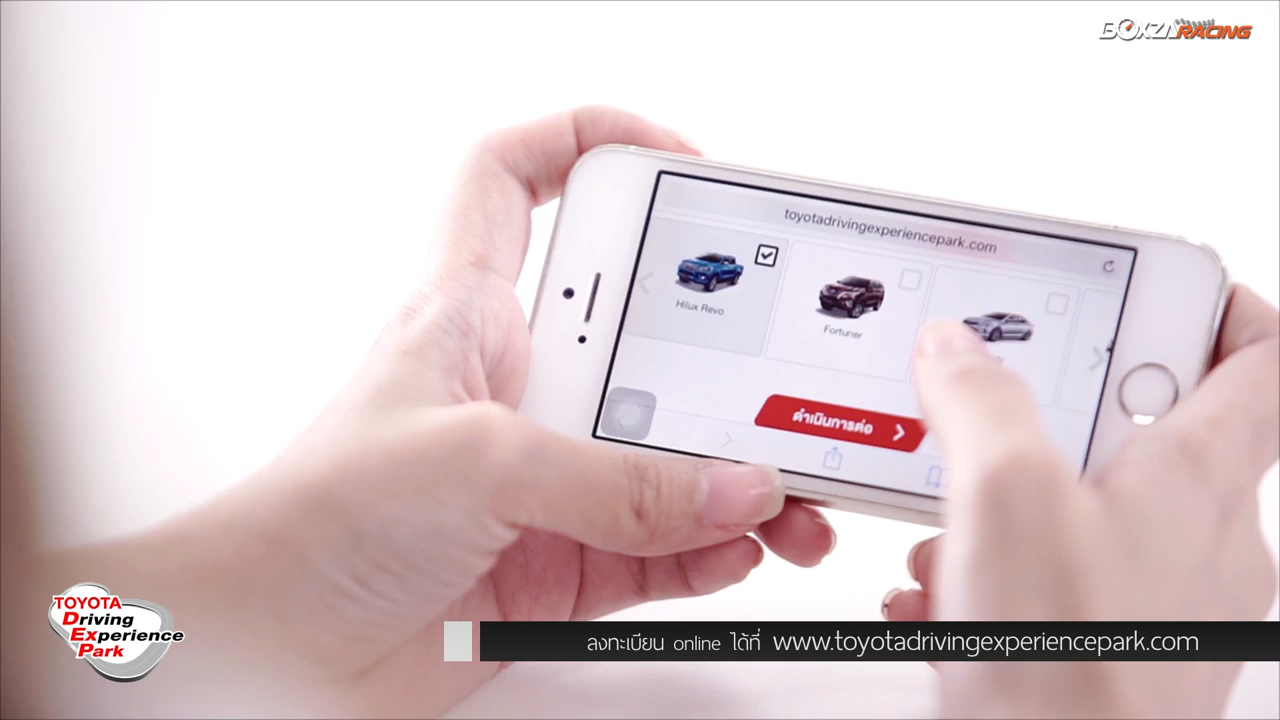 BOXZA RACING
toyotadrivingexperiencepark.com
Hilux Revo
Fortuner
ดำเนินการต่อ
TOYOTA
Driving
Experience
Park
ลงทะเบียน online ได้ที่ www.toyotadrivingexperiencepark.com